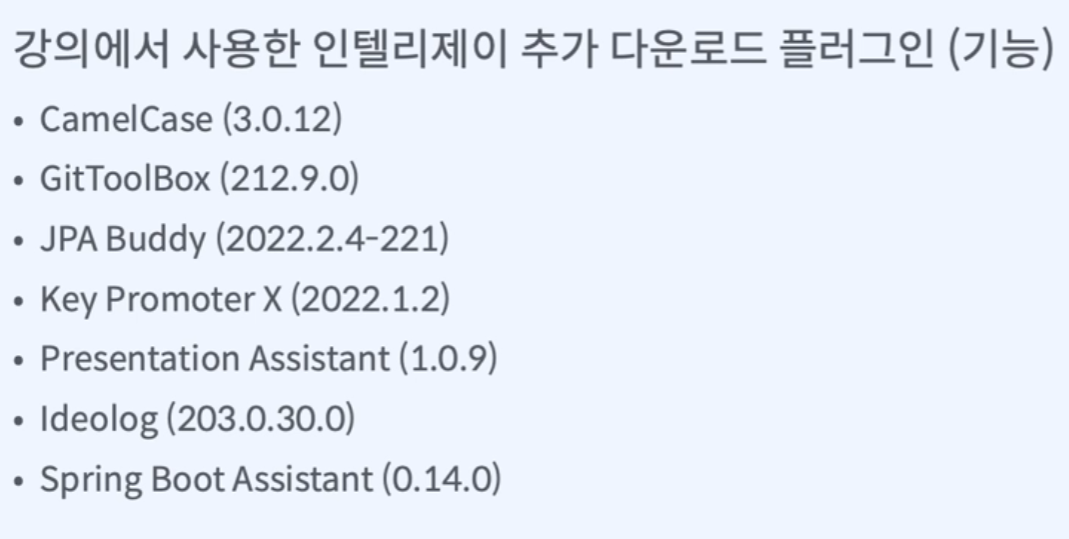 강의에서 사용한 인텔리제이 추가 다운로드 플러그인 (기능)
• CamelCase (3.0.12)
• GitToolBox (212.9.0)
• JPA Buddy (2022.2.4-221)
• Key Promoter X (2022.1.2)
• Presentation Assistant (1.0.9)
• Ideolog (203.0.30.0)
• Spring Boot Assistant (0.14.0)